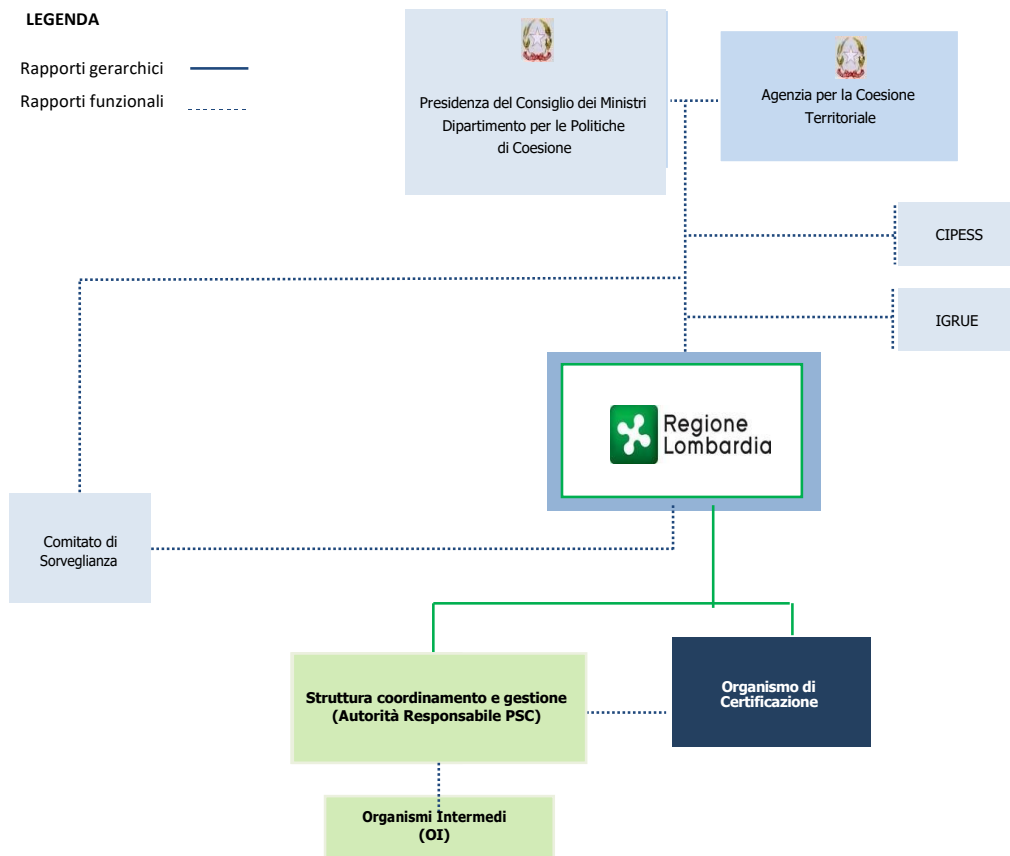 LEGENDA
Rapporti gerarchici
Rapporti funzionali
Presidenza del Consiglio dei Ministri
Dipartimento per le Politiche
di Coesione
Agenzia per la Coesione
Territoriale
CIPESS
IGRUE
Regione
Lombardia
Comitato di
Sorveglianza
Struttura coordinamento e gestione
(Autorità Responsabile PSC)
Organismo di
Certificazione
Organismi Intermedi
(OI)